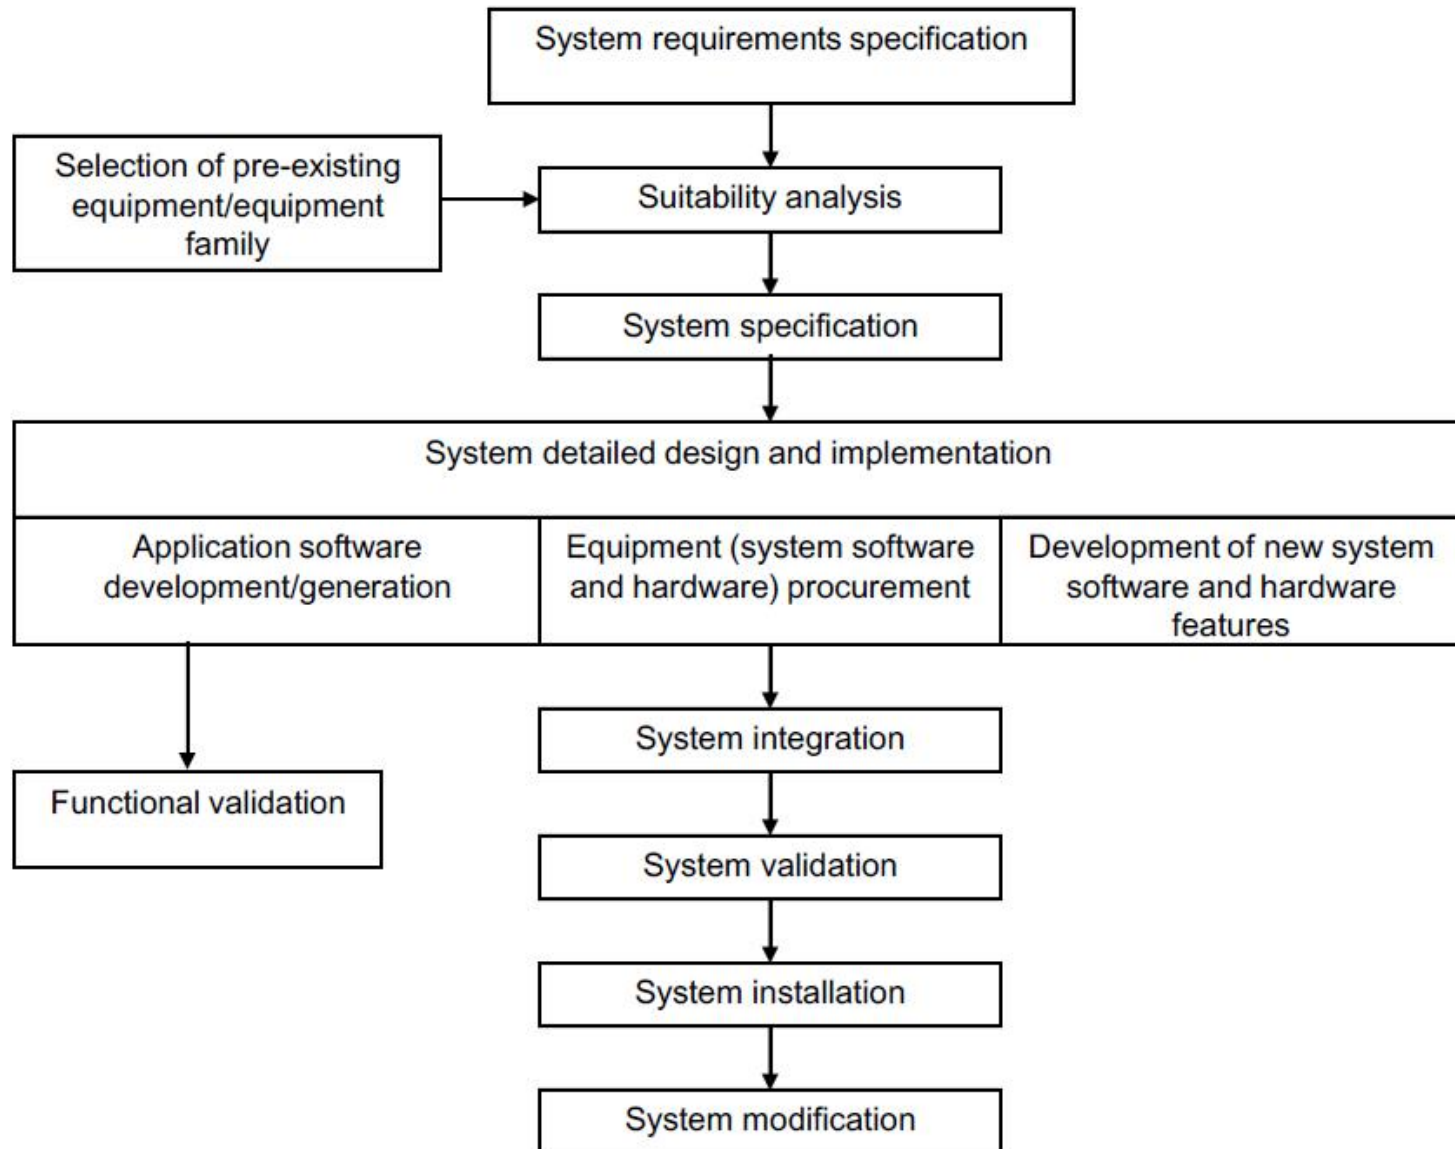 System requirements specification
Selection of pre-existing
equipment/equipment
family
Suitability analysis
System specification
System detailed design and implementation
Application software
development/generation
Equipment (system software
and hardware) procurement
Development of new system
software and hardware
features
System integration
Functional validation
System validation
System installation
System modification